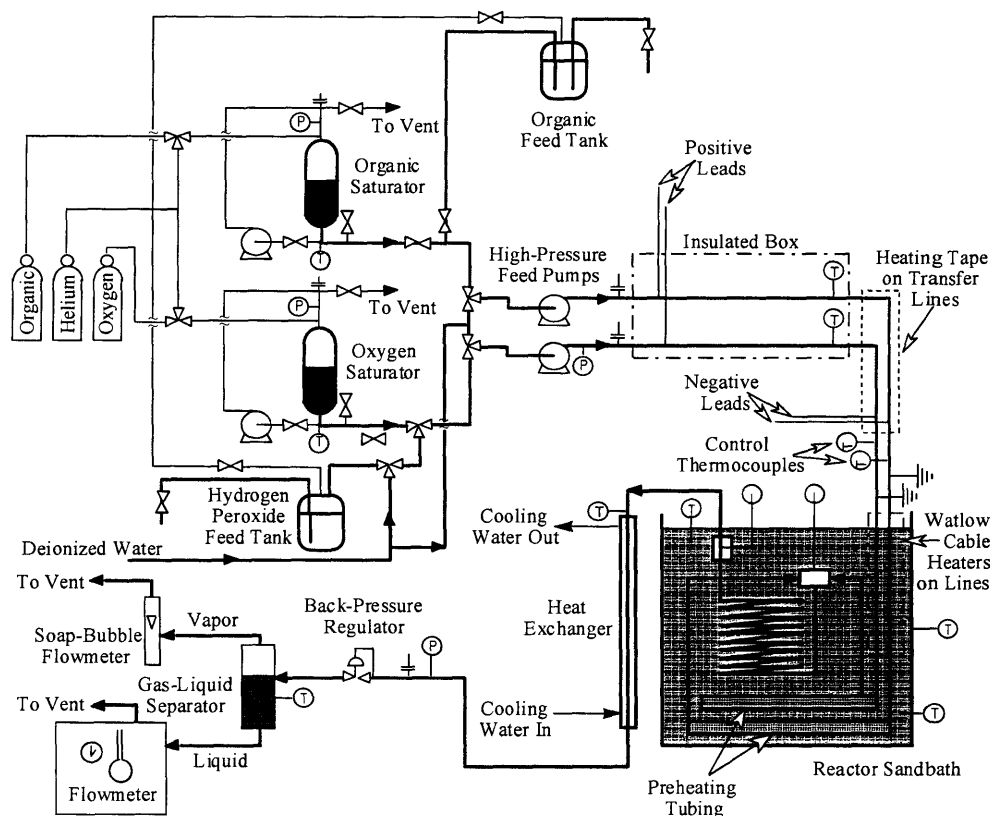 Organic
Feed Tank
To Vent
P
Organic
Saturator
T
Positive
Leads
Insulated Box
High-Pressure
Feed Pumps
T
Heating Tape
on Transfer
Lines
Organic
Helium
Oxygen
P
To Vent
Oxygen
Saturator
T
T
P
Negative
Leads
Control
Thermocouples
Hydrogen
Peroxide
Feed Tank
Deionized Water
T
Cooling
Water Out
T
Watlow
Cable
Heaters
on Lines
To Vent
Vapor
Soap-Bubble
Flowmeter
Back-Pressure
Regulator
P
Heat
Exchanger
T
Gas-Liquid
Separator
T
To Vent
Cooling
Water In
T
Liquid
Flowmeter
Preheating
Tubing
Reactor Sandbath